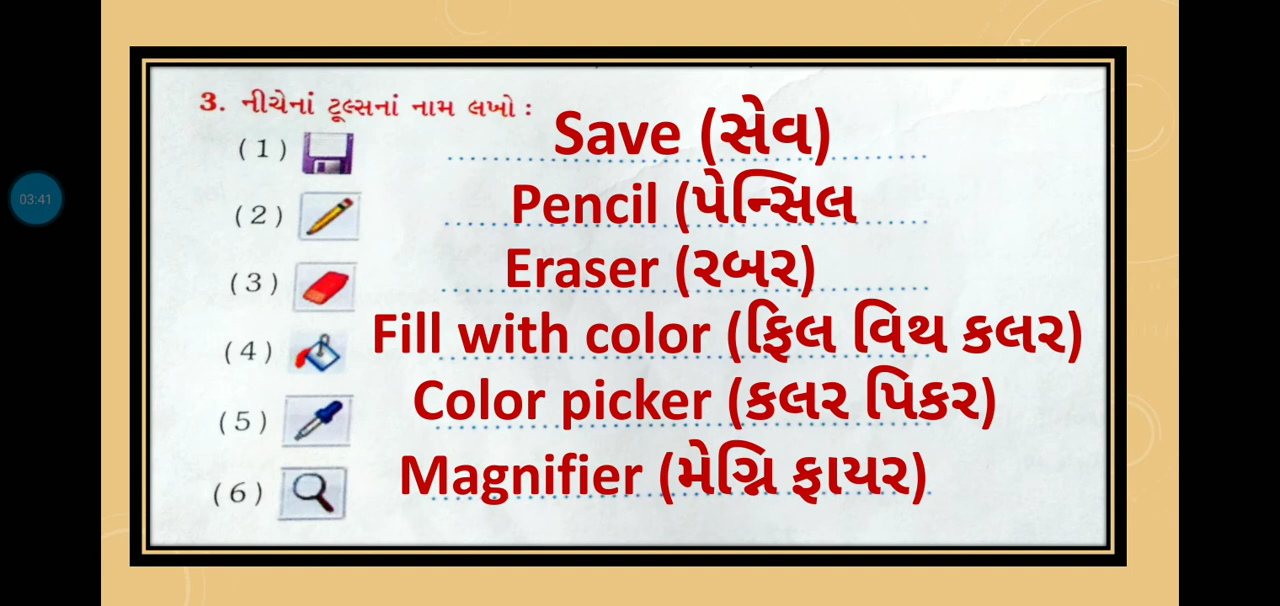 3. નીચેનાં ટૂલ્સનાં નામ લખો :
(1) Save (સેવ)
(2) Pencil (પેન્સિલ
(3) Eraser (રબર)
(4) Fill with color (ફિલ વિથ કલર)
(5) Color picker (કલર પિકર)
(6) Magnifier (મેગ્નિ ફાયર)
03:41